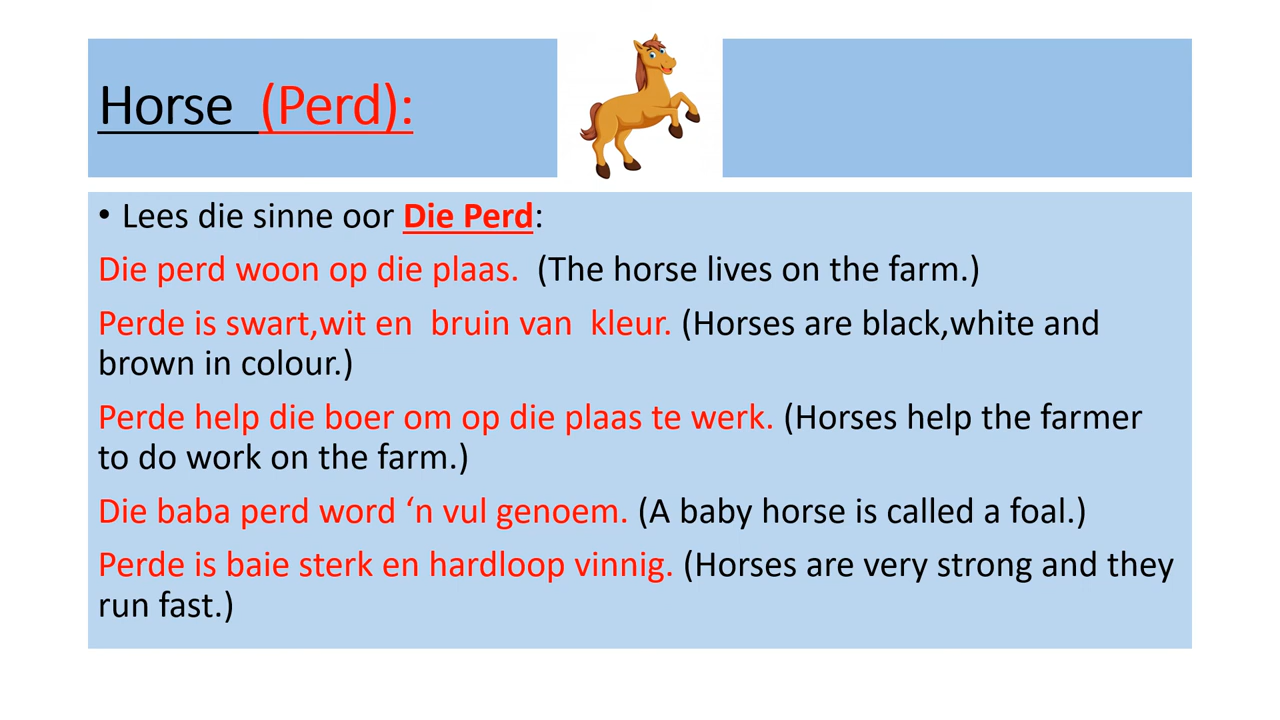 Horse  (Perd):
• Lees die sinne oor Die Perd:
Die perd woon op die plaas.  (The horse lives on the farm.)
Perde is swart,wit en  bruin van  kleur. (Horses are black,white and
brown in colour.)
Perde help die boer om op die plaas te werk. (Horses help the farmer
to do work on the farm.)
Die baba perd word ‘n vul genoem. (A baby horse is called a foal.)
Perde is baie sterk en hardloop vinnig. (Horses are very strong and they
run fast.)